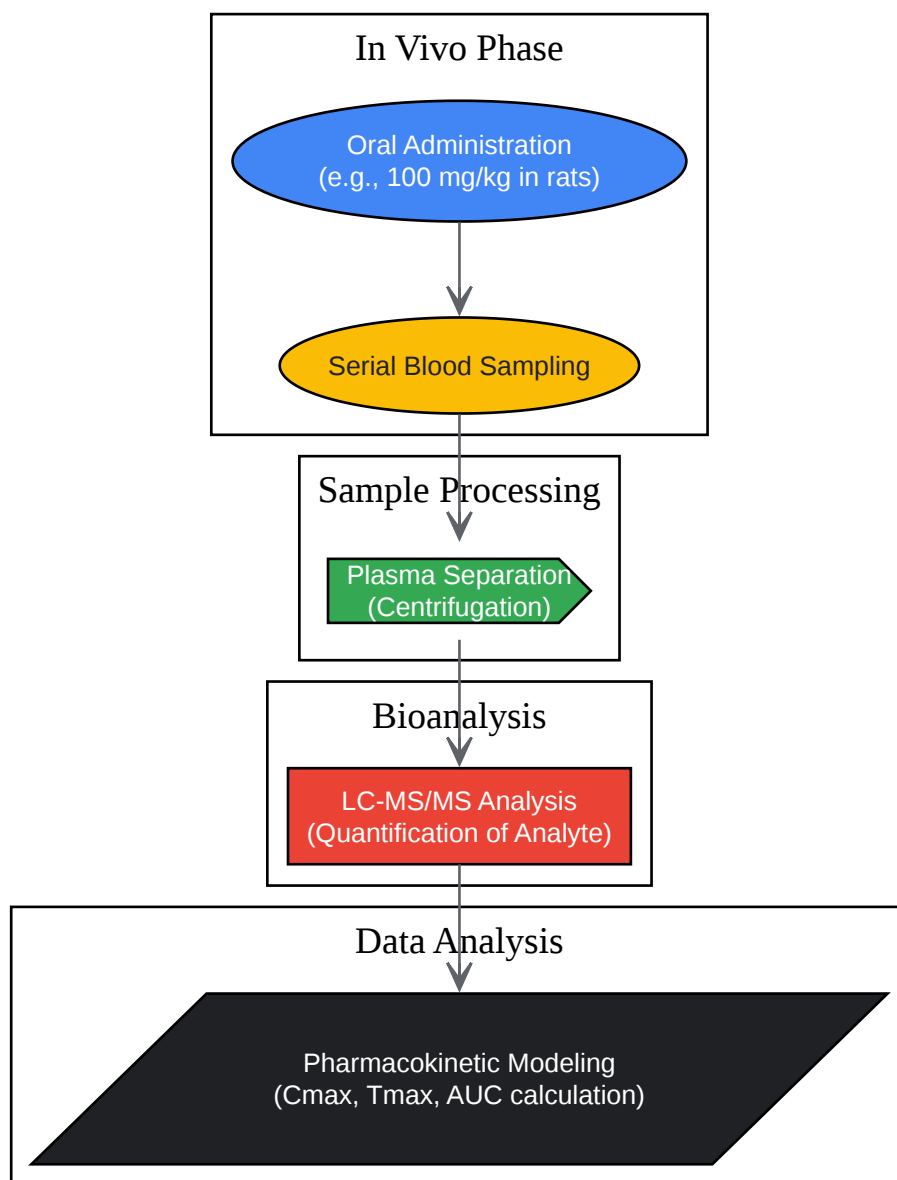 In Vivo Phase
Oral Administration
(e.g., 100 mg/kg in rats)
Serial Blood Sampling
Sample Processing
Plasma Separation
(Centrifugation)
Bioanalysis
LC-MS/MS Analysis
(Quantification of Analyte)
Data Analysis
Pharmacokinetic Modeling
(Cmax, Tmax, AUC calculation)